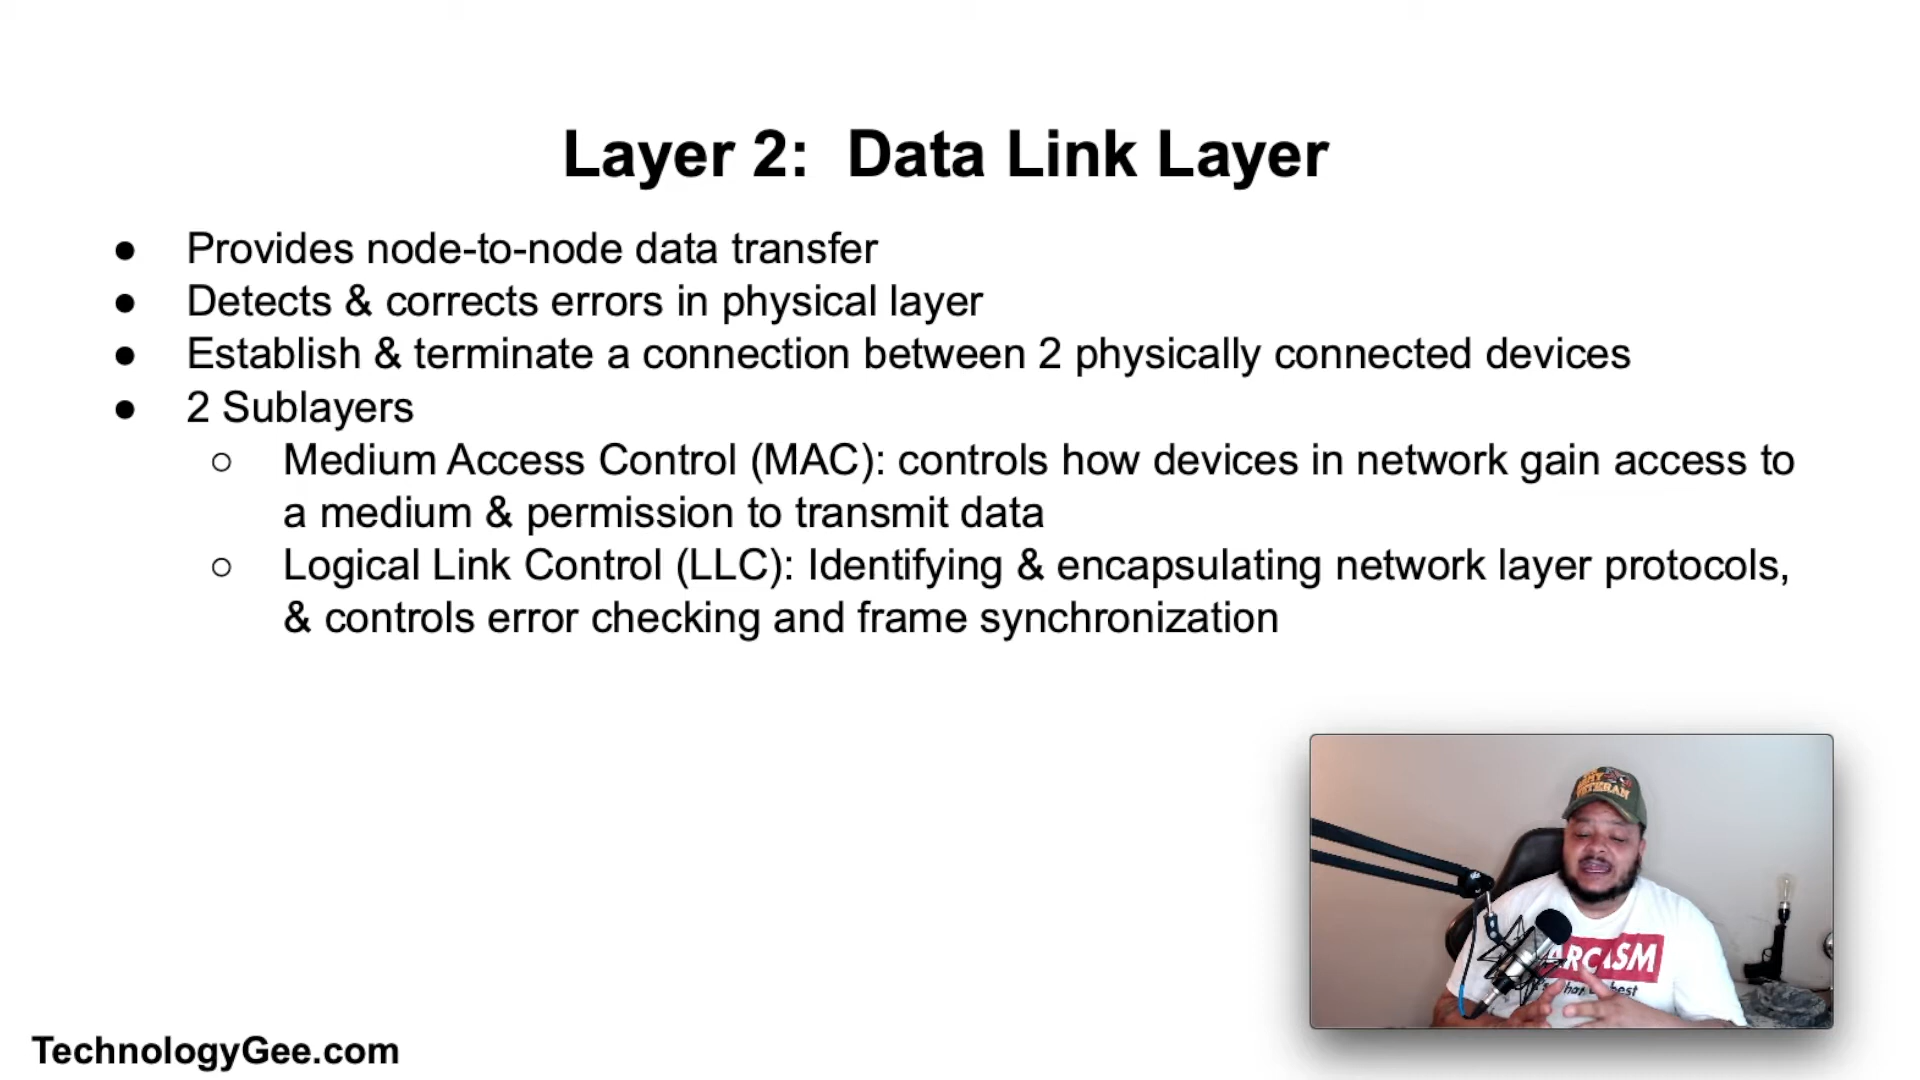 Layer 2: Data Link Layer
● Provides node-to-node data transfer
● Detects & corrects errors in physical layer
● Establish & terminate a connection between 2 physically connected devices
● 2 Sublayers
○ Medium Access Control (MAC): controls how devices in network gain access to
a medium & permission to transmit data
○ Logical Link Control (LLC): Identifying & encapsulating network layer protocols,
& controls error checking and frame synchronization
VETERAN
TechnologyGee.com